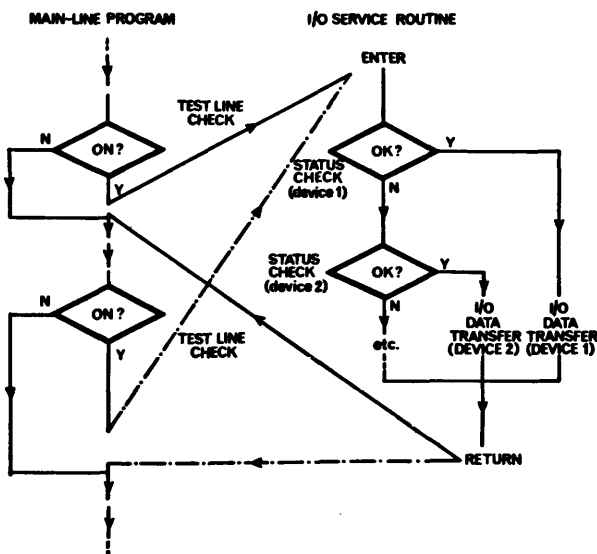 MAIN-LINE PROGRAM
I/O SERVICE ROUTINE
ENTER
TEST LINE
CHECK
N
ON?
Y
OK?
Y
STATUS
CHECK
(device 1)
N
STATUS
CHECK
(device 2)
OK?
Y
N
etc.
I/O
DATA
TRANSFER
(DEVICE 2)
I/O
DATA
TRANSFER
(DEVICE 1)
N
ON?
Y
TEST LINE
CHECK
RETURN